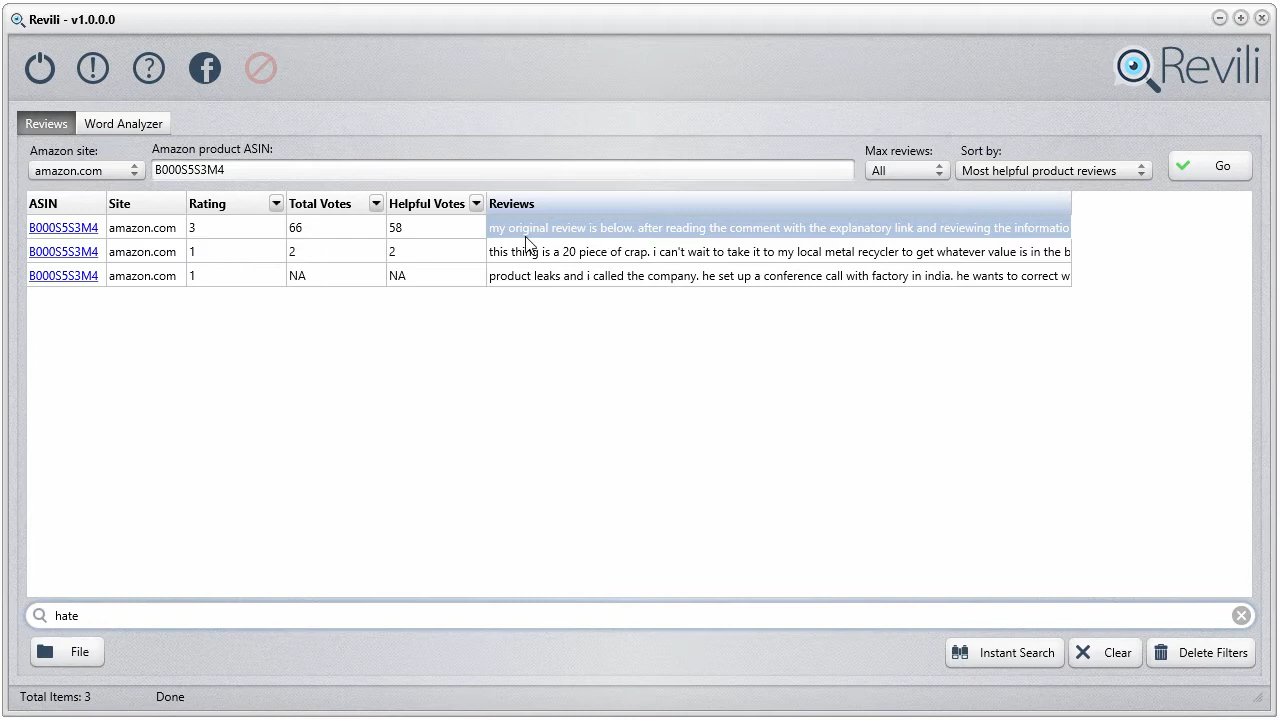 Revili - v1.0.0.0
Revili
Reviews
Word Analyzer
Amazon site:
Amazon product ASIN:
Max reviews:
Sort by:
amazon.com
B000S5S3M4
All
Most helpful product reviews
Go
ASIN Site Rating Total Votes Helpful Votes Reviews
B000S5S3M4 amazon.com 3 66 58 my original review is below. after reading the comment with the explanatory link and reviewing the informatio
B000S5S3M4 amazon.com 1 2 2 this thing is a 20 piece of crap. i can't wait to take it to my local metal recycler to get whatever value is in the b
B000S5S3M4 amazon.com 1 NA NA product leaks and i called the company. he set up a conference call with factory in india. he wants to correct w
hate
File
Instant Search
Clear
Delete Filters
Total Items: 3
Done